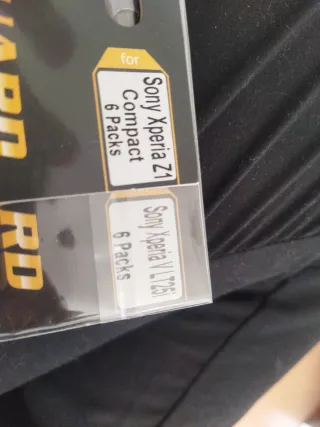 for
Sony Xperia Z1
Compact
6 Packs
Sony Xperia V LT25i
6 Packs